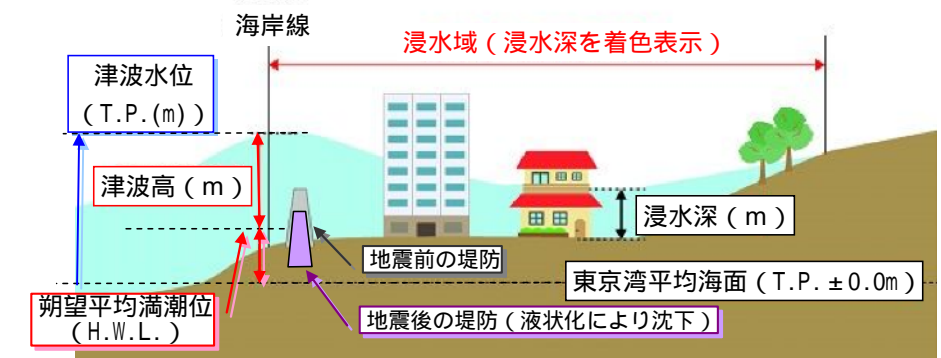 海岸線
浸水域(浸水深を着色表示)
津波水位
(T.P.(m))
津波高(m)
浸水深(m)
地震前の堤防
東京湾平均海面(T.P.±0.0m)
朔望平均満潮位
(H.W.L.)
地震後の堤防(液状化により沈下)